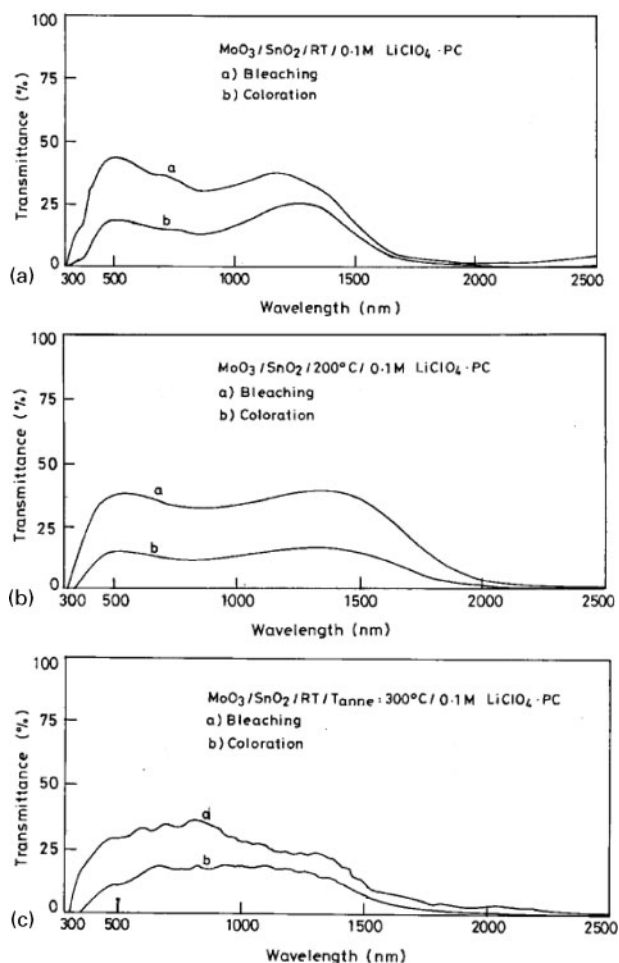 100
MoO₃/SnO₂/RT/0·1M LiClO₄·PC
a) Bleaching
b) Coloration
75
50
25
0
a
b
Transmittance (%)
300 500 1000 1500 2000 2500
Wavelength (nm)
(a)
100
MoO₃/SnO₂/200°C/0·1M LiClO₄·PC
a) Bleaching
b) Coloration
75
50
25
0
a
b
Transmittance (%)
300 500 1000 1500 2000 2500
Wavelength (nm)
(b)
100
MoO₃/SnO₂/RT/Tanne:300°C/0·1M LiClO₄·PC
a) Bleaching
b) Coloration
75
50
25
0
a
b
Transmittance (%)
300 500 1000 1500 2000 2500
Wavelength (nm)
(c)